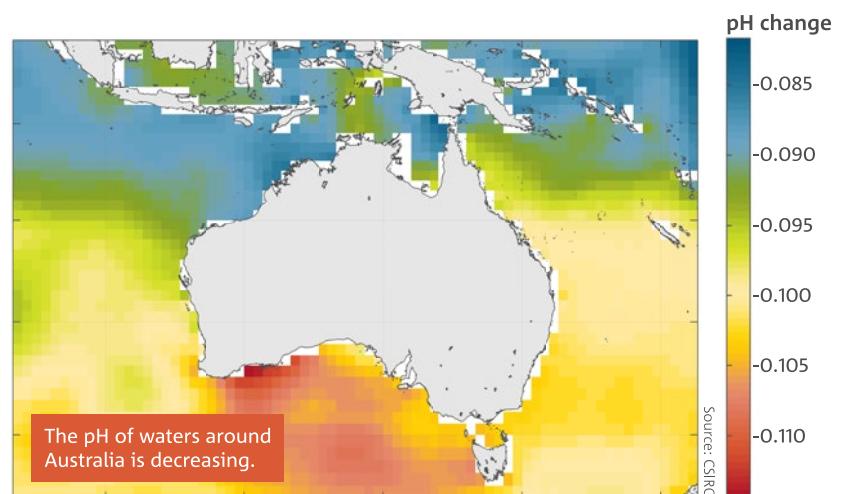 pH change
-0.085
-0.090
-0.095
-0.100
-0.105
-0.110
The pH of waters around
Australia is decreasing.
Source: CSIRO